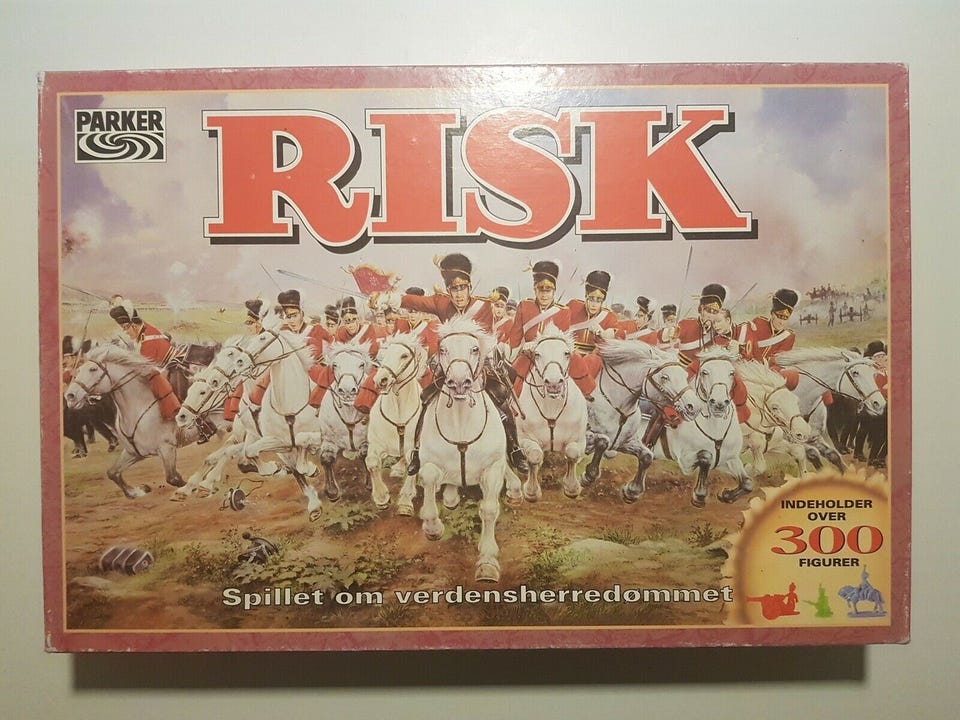 PARKER
RISK
INDEHOLDER
OVER
300
FIGURER
Spillet om verdensherredømmet